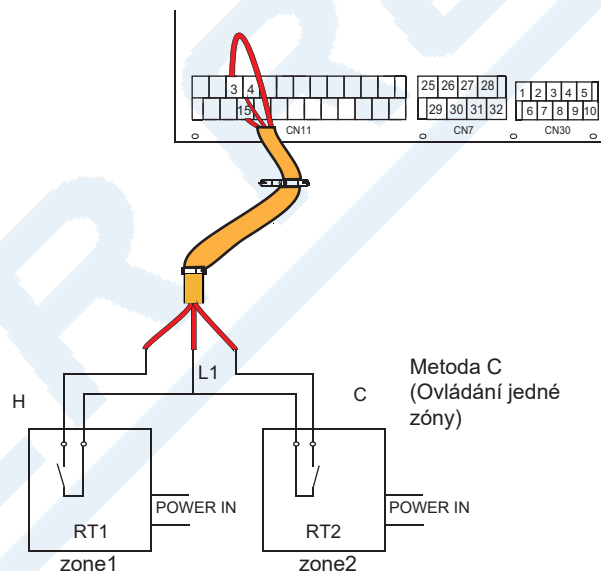 3 4
15
CN11
25 26 27 28
29 30 31 32
CN7
1 2 3 4 5
6 7 8 9 10
CN30
H
L1
C
Metoda C
(Ovládání jedné
zóny)
RT1
POWER IN
zone1
RT2
POWER IN
zone2